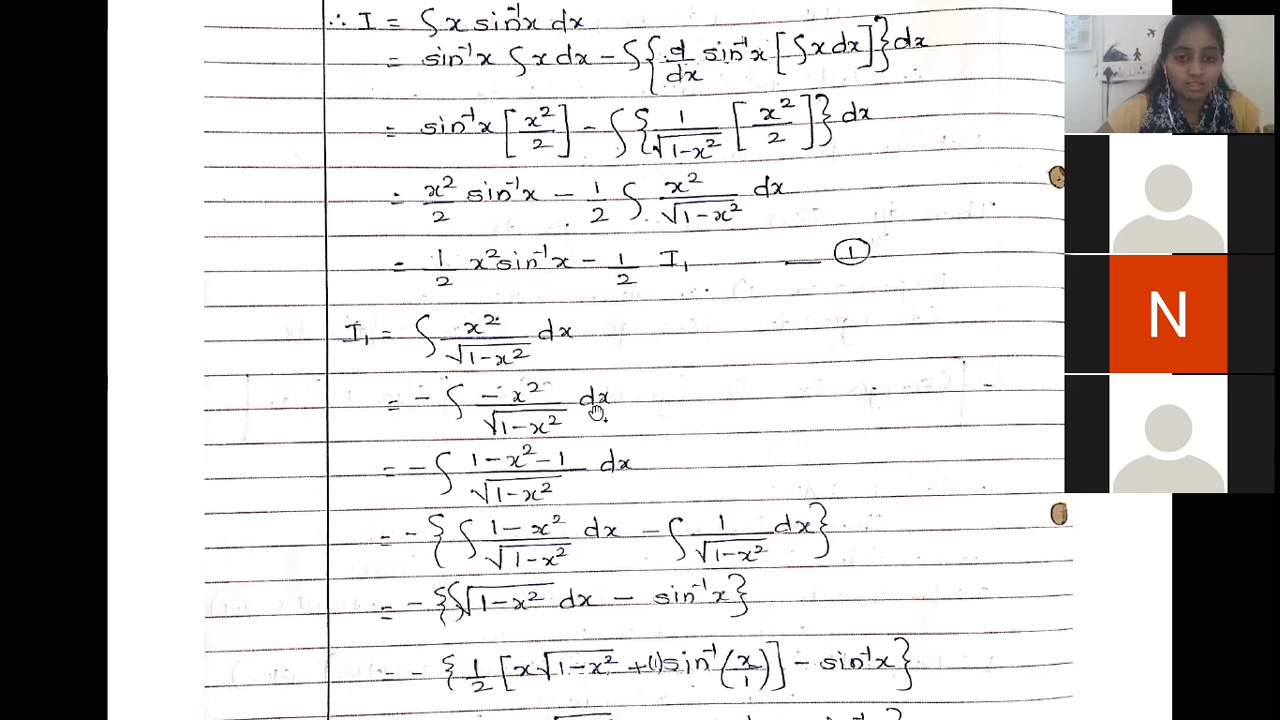 ∴ I = ∫ x sin⁻¹x dx
= sin⁻¹x ∫ x dx − ∫ { d/dx sin⁻¹x [ ∫ x dx ] } dx
= sin⁻¹x [ x²/2 ] − ∫ { 1/√(1−x²) [ x²/2 ] } dx
= x²/2 sin⁻¹x − 1/2 ∫ x²/√(1−x²) dx
= 1/2 x² sin⁻¹x − 1/2 I₁ — ①
I₁ = ∫ x²/√(1−x²) dx
= − ∫ −x²/√(1−x²) dx
= − ∫ (1−x²−1)/√(1−x²) dx
= − { ∫ (1−x²)/√(1−x²) dx − ∫ 1/√(1−x²) dx }
= − { ∫ √(1−x²) dx − sin⁻¹x }
= − { 1/2 [ x√(1−x²) + (1) sin⁻¹(x/1) ] − sin⁻¹x }
N